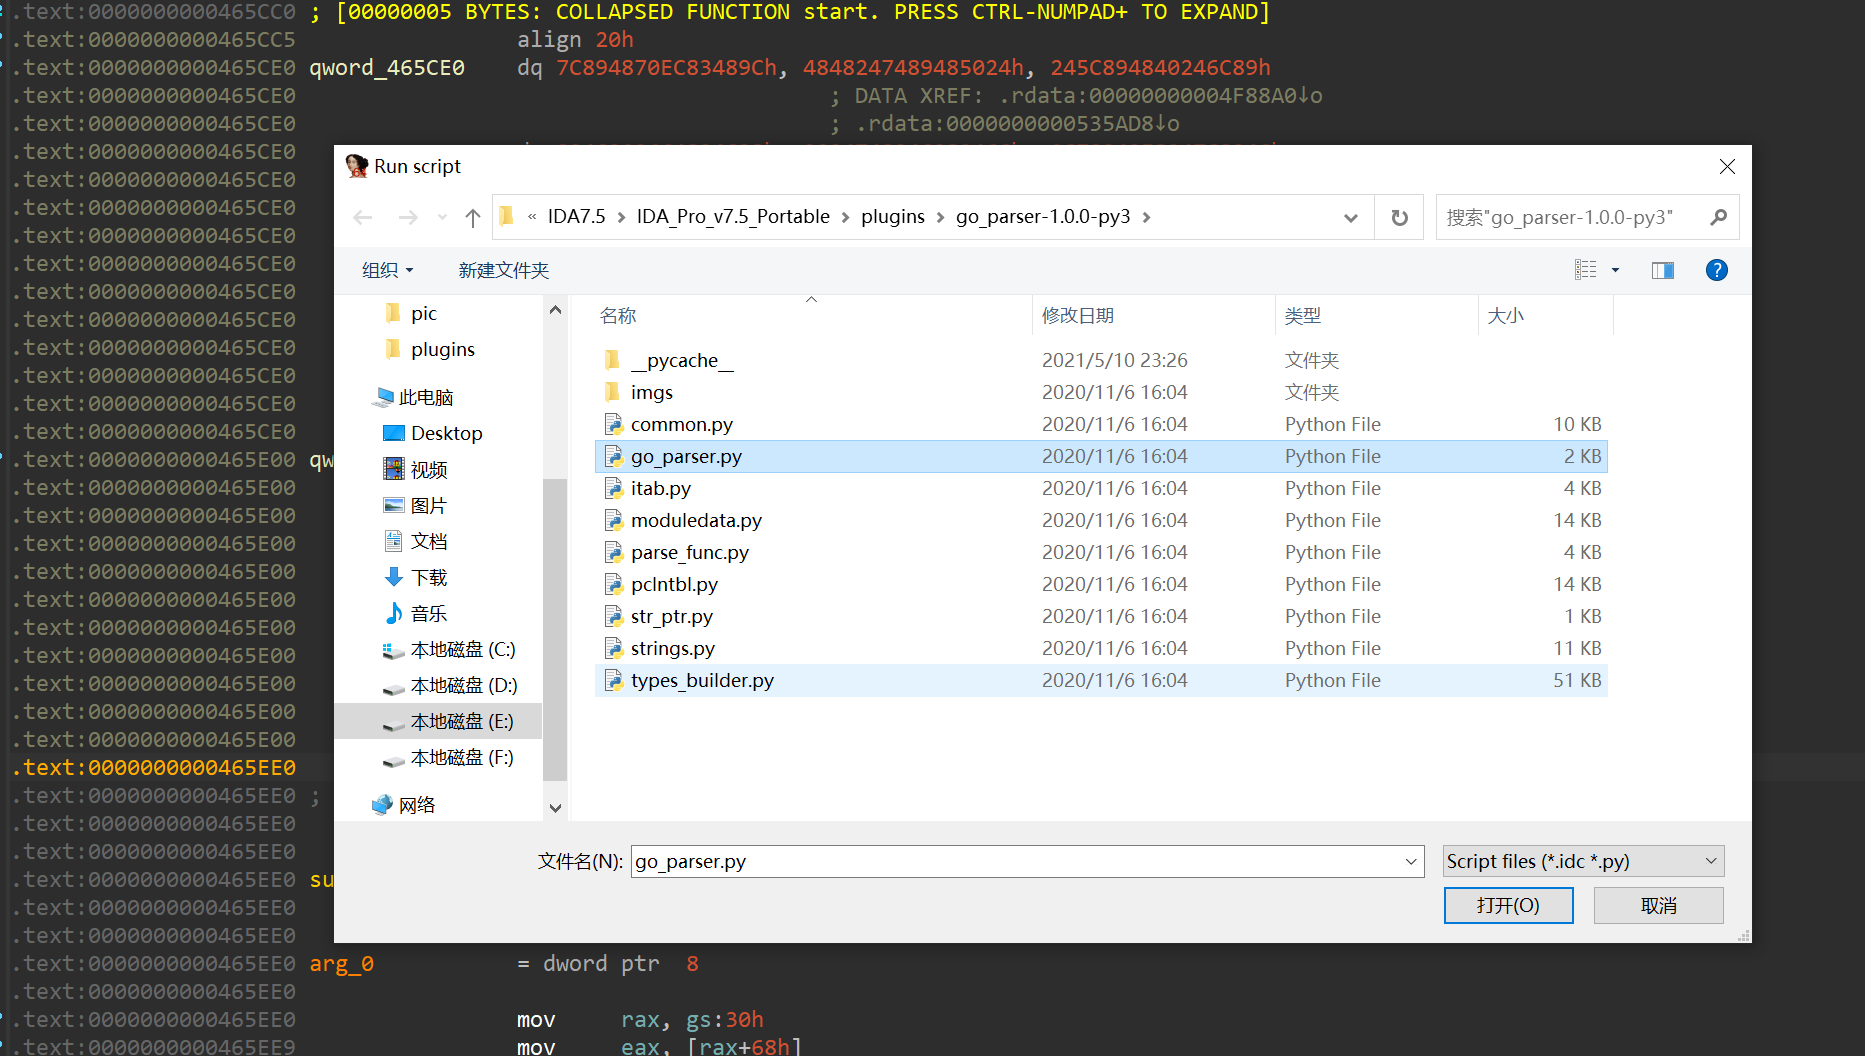 .text:0000000000465CC0 ; [00000005 BYTES: COLLAPSED FUNCTION start. PRESS CTRL-NUMPAD+ TO EXPAND]
.text:0000000000465CC5 align 20h
.text:0000000000465CE0 qword_465CE0 dq 7C894870EC83489Ch, 4848247489485024h, 245C894840246C89h
.text:0000000000465CE0 ; DATA XREF: .rdata:00000000004F88A0↓o
.text:0000000000465CE0 ; .rdata:0000000000535AD8↓o
.text:0000000000465CE0
.text:0000000000465CE0
.text:0000000000465CE0
.text:0000000000465CE0
.text:0000000000465CE0
.text:0000000000465CE0
.text:0000000000465CE0
.text:0000000000465CE0
.text:0000000000465CE0
.text:0000000000465CE0
.text:0000000000465CE0
.text:0000000000465E00 qw
.text:0000000000465E00
.text:0000000000465E00
.text:0000000000465E00
.text:0000000000465E00
.text:0000000000465E00
.text:0000000000465E00
.text:0000000000465E00
.text:0000000000465E00
.text:0000000000465E00
.text:0000000000465E00
.text:0000000000465EE0
.text:0000000000465EE0 ;
.text:0000000000465EE0
.text:0000000000465EE0
.text:0000000000465EE0 su
.text:0000000000465EE0
.text:0000000000465EE0
.text:0000000000465EE0 arg_0 = dword ptr 8
.text:0000000000465EE0
.text:0000000000465EE0 mov rax, gs:30h
.text:0000000000465EE9 mov eax, [rax+68h]
Run script
« IDA7.5 > IDA_Pro_v7.5_Portable > plugins > go_parser-1.0.0-py3 >
搜索"go_parser-1.0.0-py3"
组织 新建文件夹
pic
plugins
此电脑
Desktop
视频
图片
文档
下载
音乐
本地磁盘 (C:)
本地磁盘 (D:)
本地磁盘 (E:)
本地磁盘 (F:)
网络
名称 修改日期 类型 大小
__pycache__ 2021/5/10 23:26 文件夹
imgs 2020/11/6 16:04 文件夹
common.py 2020/11/6 16:04 Python File 10 KB
go_parser.py 2020/11/6 16:04 Python File 2 KB
itab.py 2020/11/6 16:04 Python File 4 KB
moduledata.py 2020/11/6 16:04 Python File 14 KB
parse_func.py 2020/11/6 16:04 Python File 4 KB
pclntbl.py 2020/11/6 16:04 Python File 14 KB
str_ptr.py 2020/11/6 16:04 Python File 1 KB
strings.py 2020/11/6 16:04 Python File 11 KB
types_builder.py 2020/11/6 16:04 Python File 51 KB
文件名(N): go_parser.py Script files (*.idc *.py)
打开(O) 取消